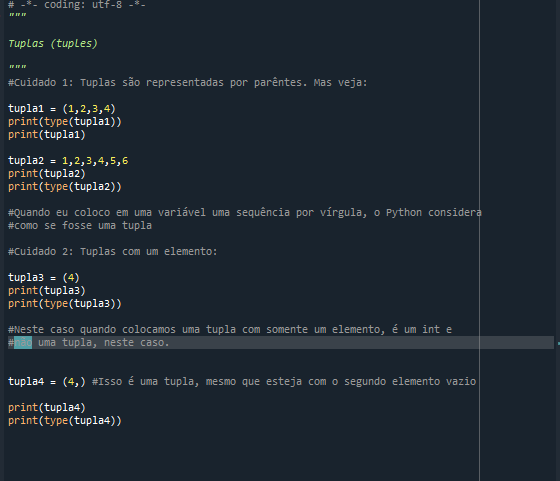 # -*- coding: utf-8 -*-
"""
Tuplas (tuples)
"""
#Cuidado 1: Tuplas são representadas por parêntes. Mas veja:
tupla1 = (1,2,3,4)
print(type(tupla1))
print(tupla1)
tupla2 = 1,2,3,4,5,6
print(tupla2)
print(type(tupla2))
#Quando eu coloco em uma variável uma sequência por vírgula, o Python considera
#como se fosse uma tupla
#Cuidado 2: Tuplas com um elemento:
tupla3 = (4)
print(tupla3)
print(type(tupla3))
#Neste caso quando colocamos uma tupla com somente um elemento, é um int e
#não uma tupla, neste caso.
tupla4 = (4,) #Isso é uma tupla, mesmo que esteja com o segundo elemento vazio
print(tupla4)
print(type(tupla4))